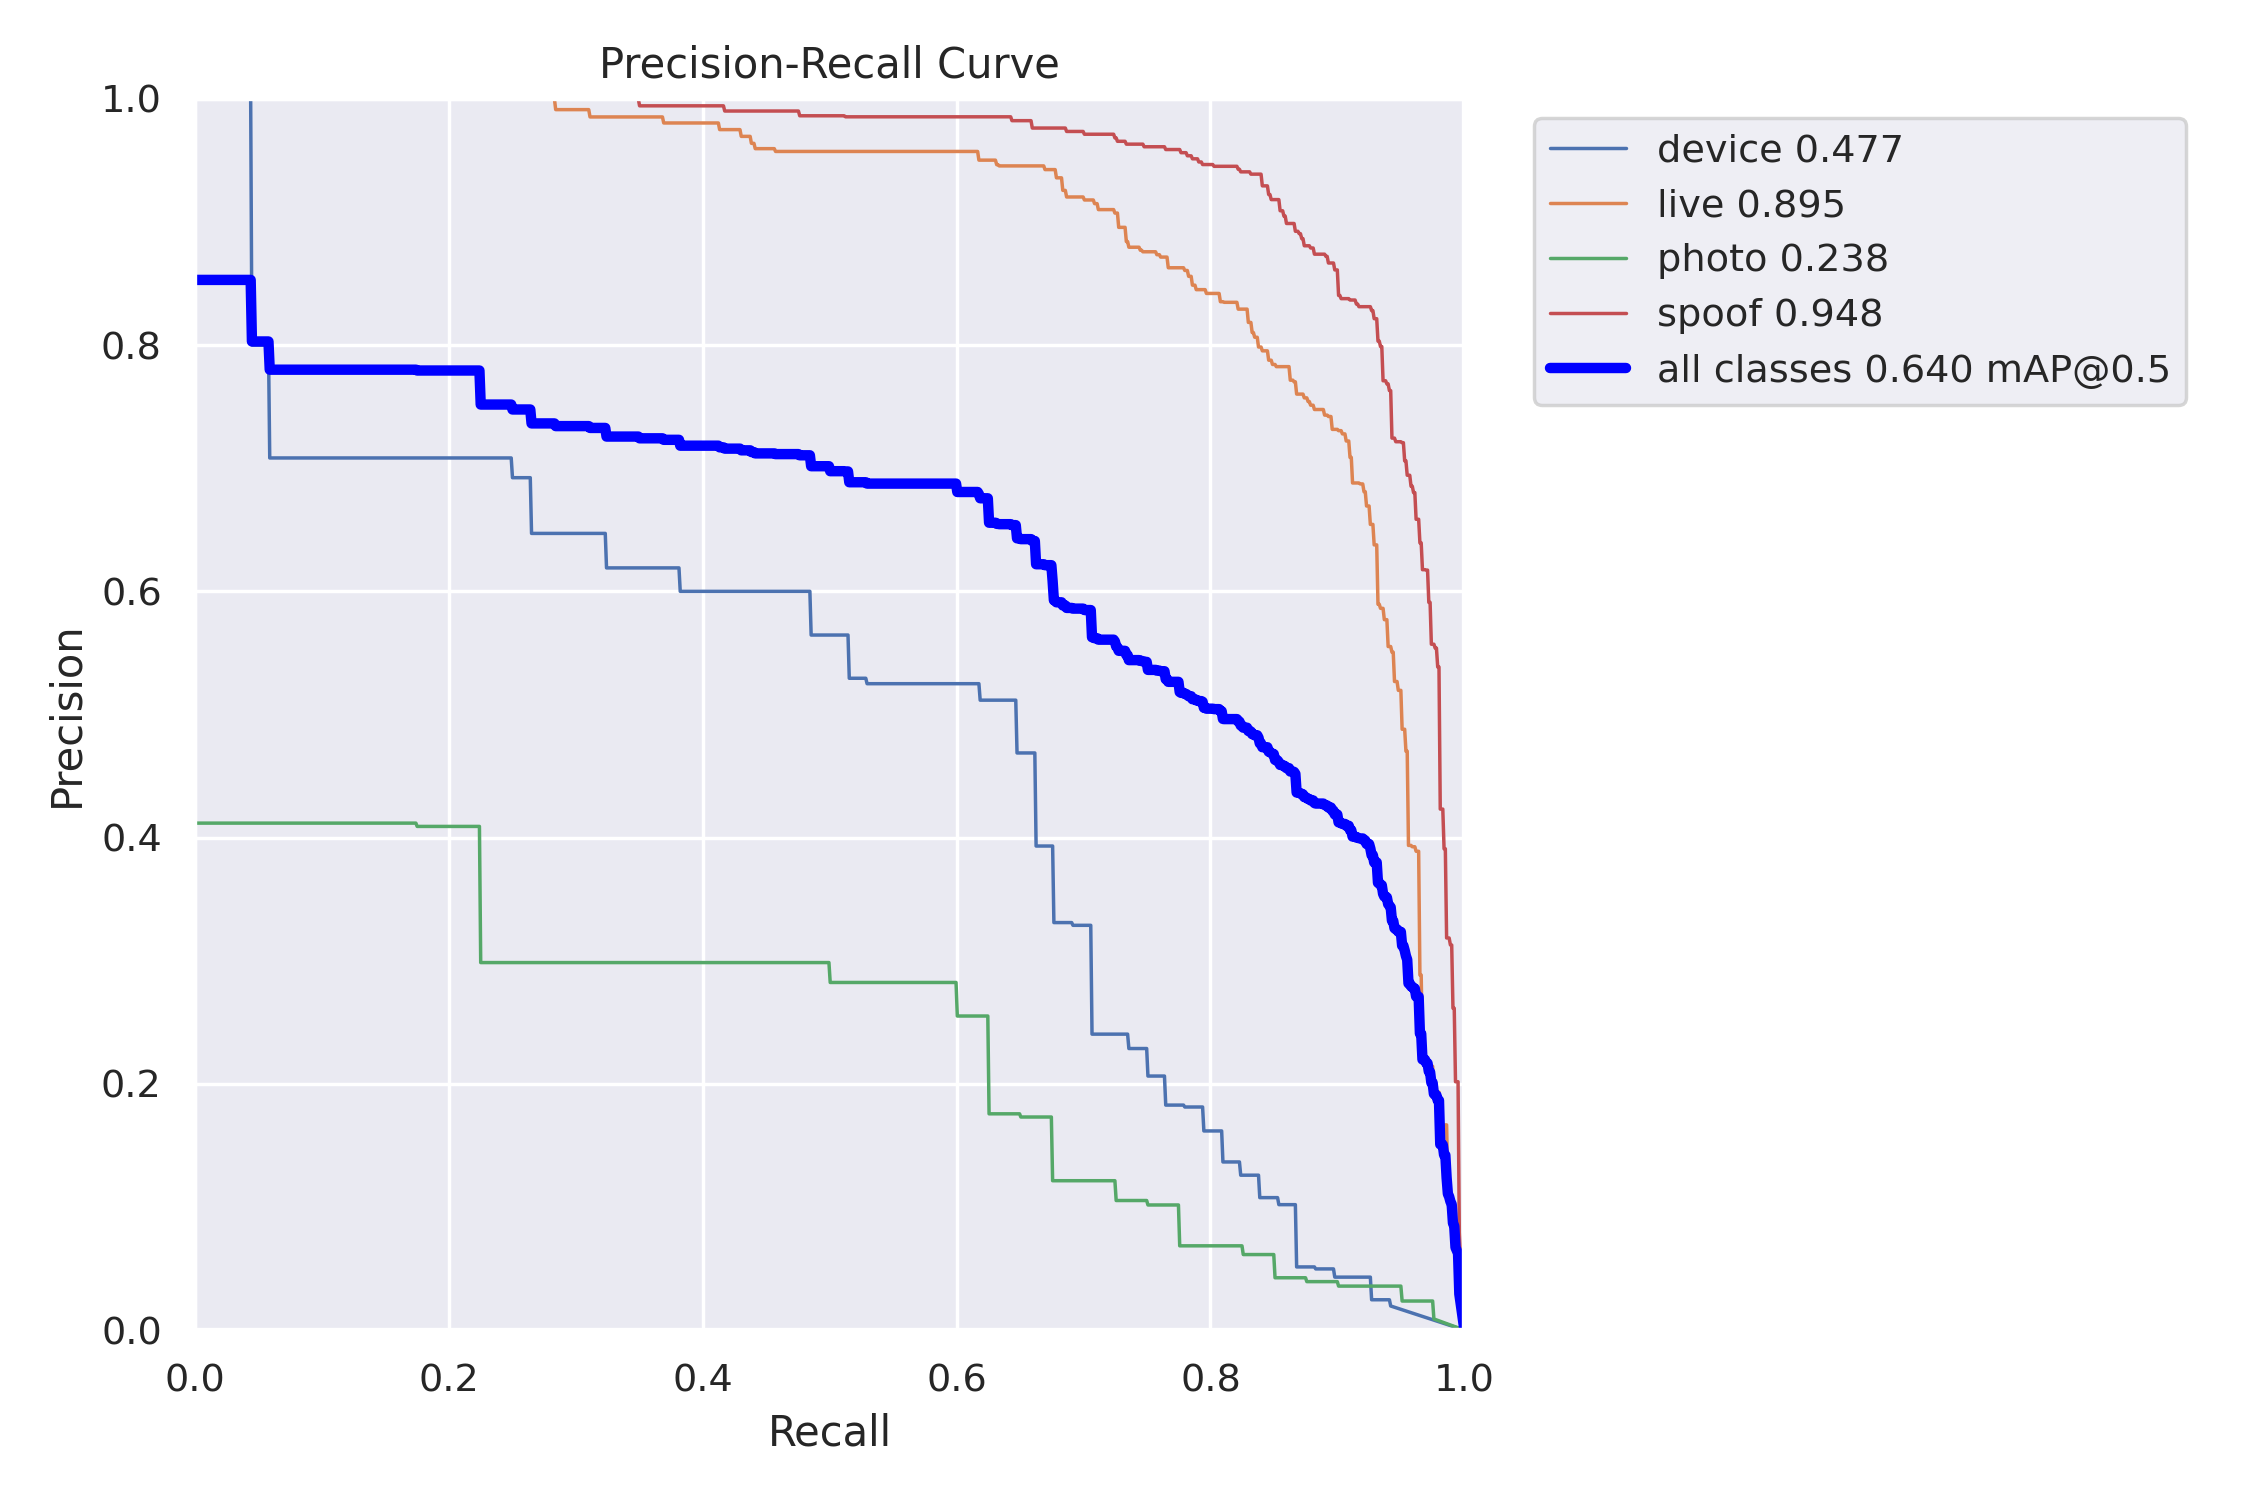 Precision-Recall Curve
1.0
0.8
0.6
0.4
0.2
0.0
Precision
0.0 0.2 0.4 0.6 0.8 1.0
Recall
device 0.477
live 0.895
photo 0.238
spoof 0.948
all classes 0.640 mAP@0.5